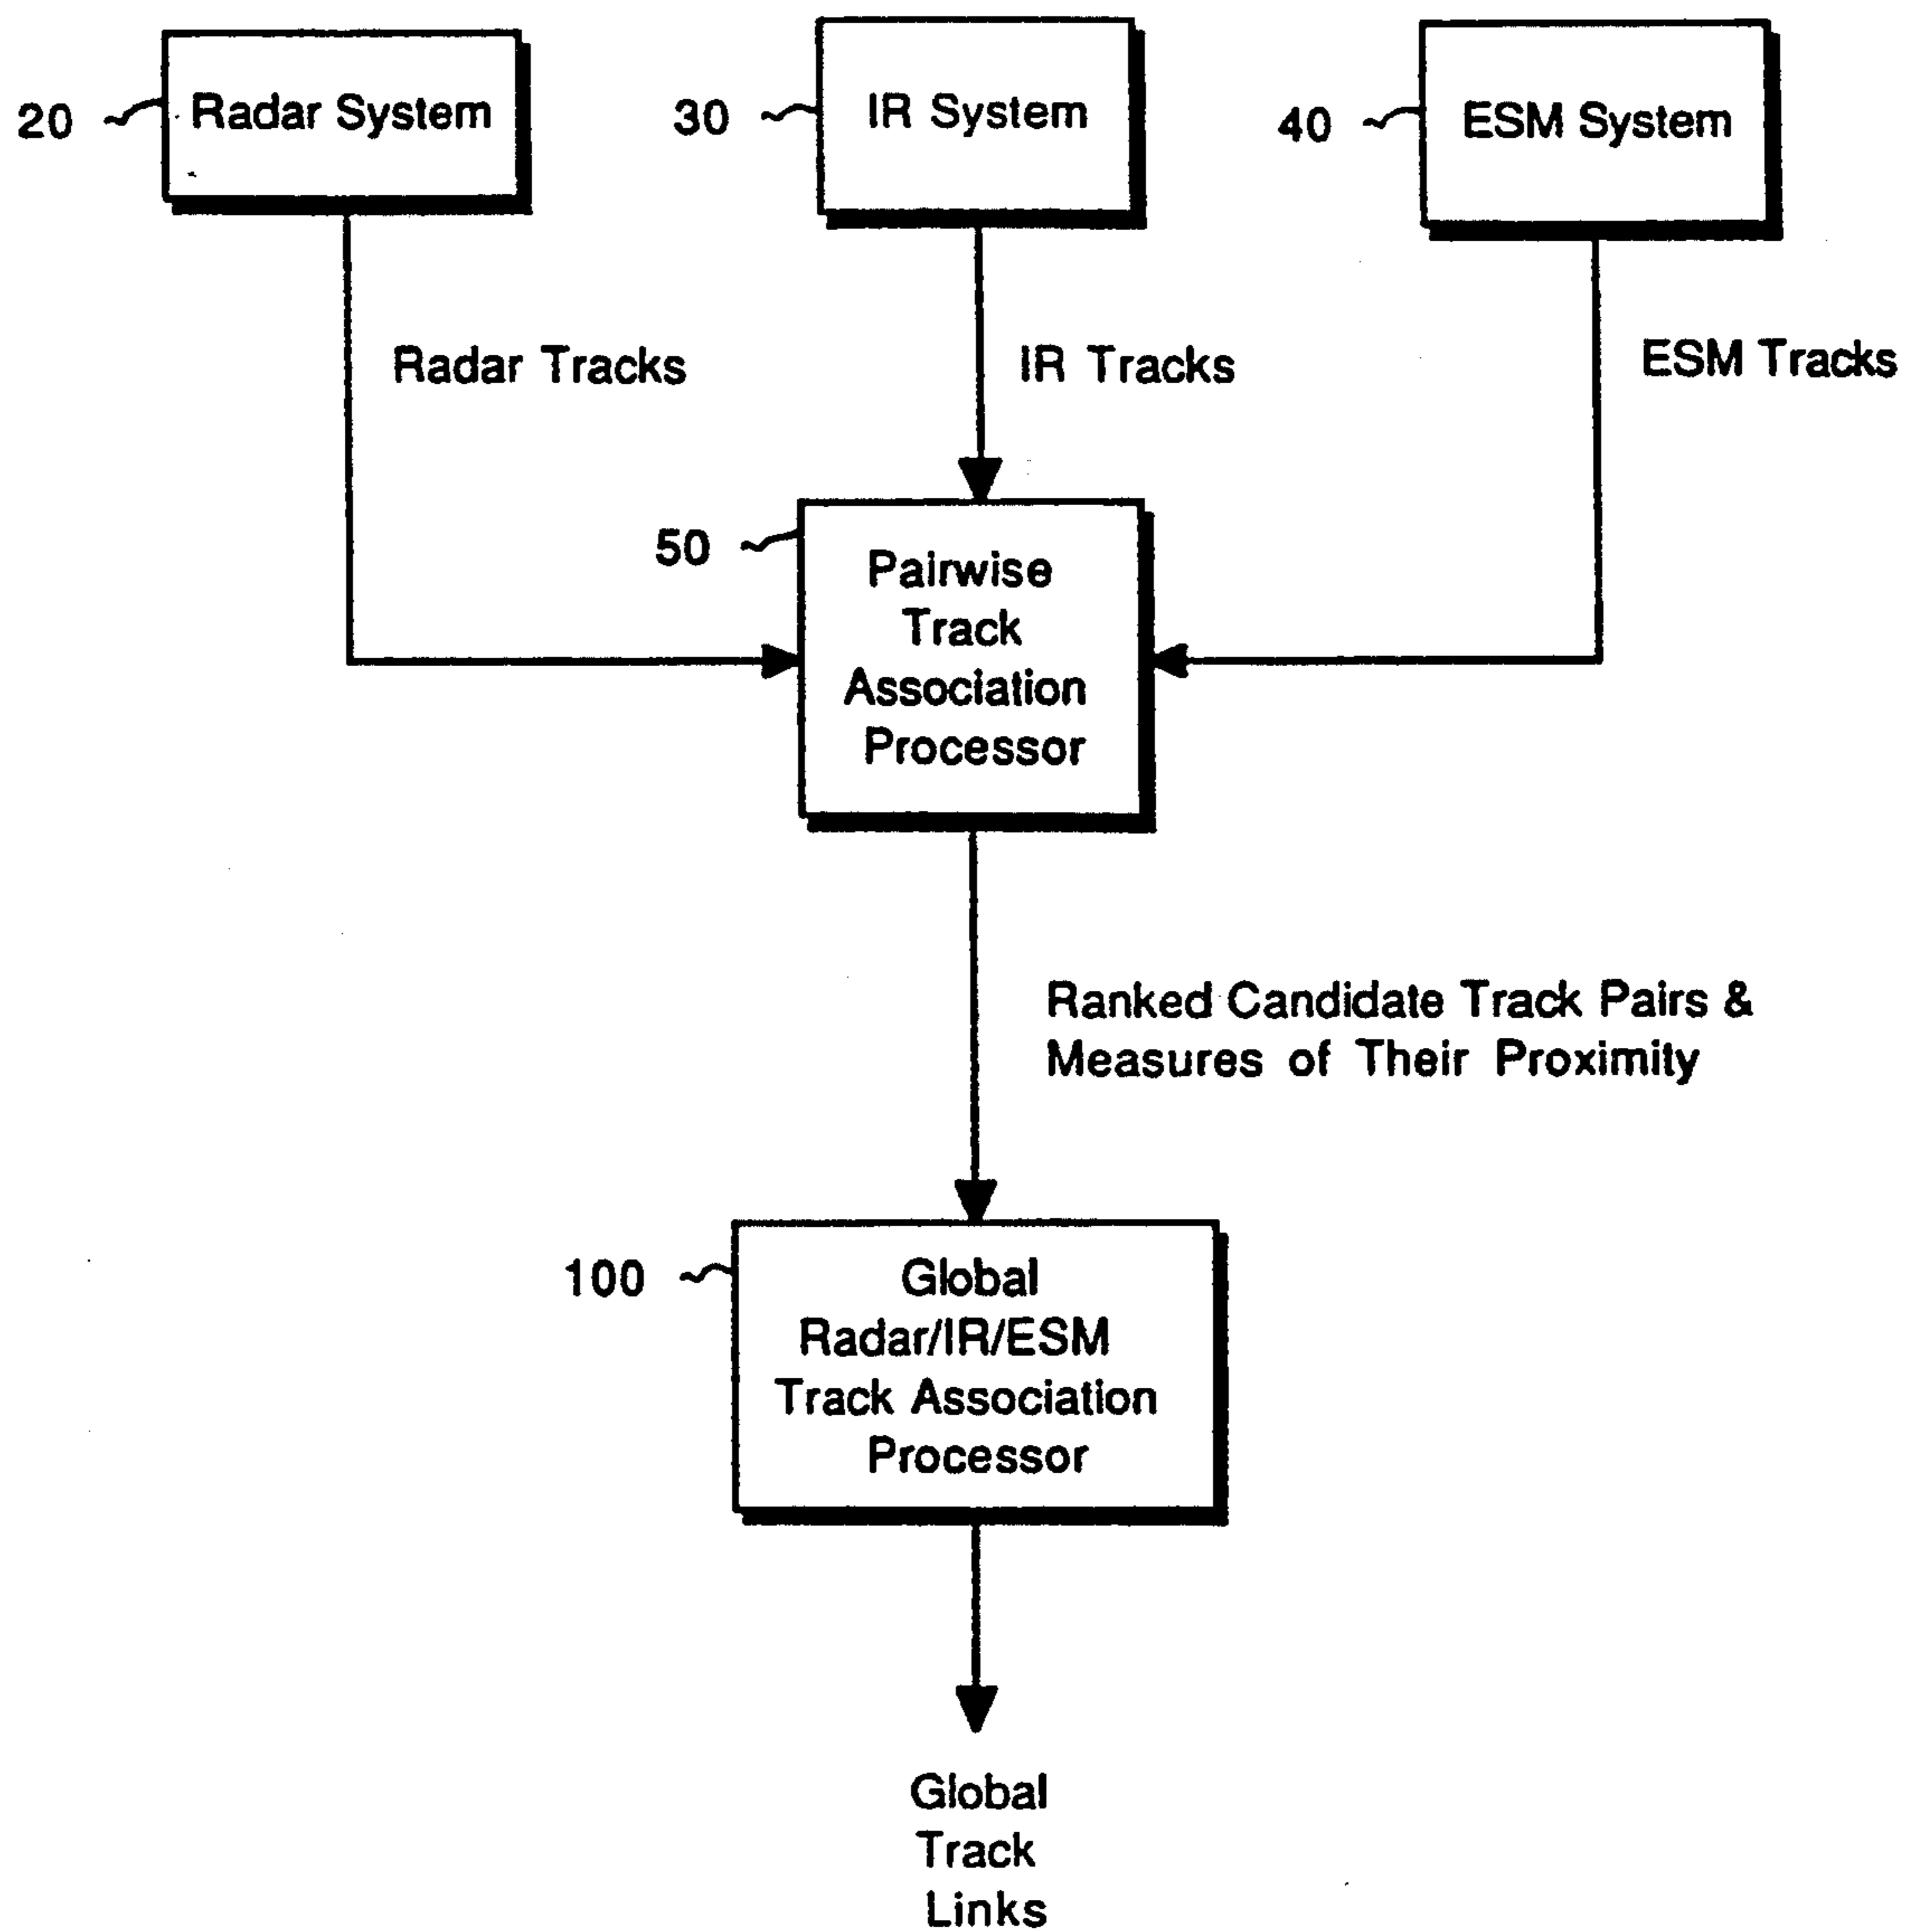 20
Radar System
30
IR System
40
ESM System
Radar Tracks
IR Tracks
ESM Tracks
50
Pairwise
Track
Association
Processor
Ranked Candidate Track Pairs &
Measures of Their Proximity
100
Global
Radar/IR/ESM
Track Association
Processor
Global
Track
Links